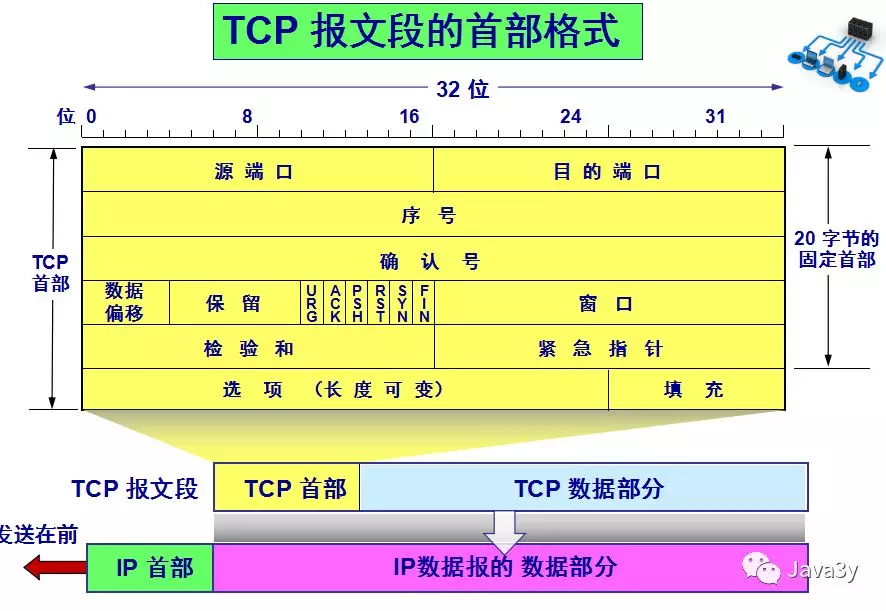 TCP 报文段的首部格式
32 位
位 0 8 16 24 31
源 端 口 目 的 端 口
序 号
TCP
首部
确 认 号
20 字节的
固定首部
数据
偏移
保 留
URG
ACK
PSH
RST
SYN
FIN
窗 口
检 验 和 紧 急 指 针
选 项 （长 度 可 变） 填 充
TCP 报文段 TCP 首部 TCP 数据部分
发送在前
IP 首部 IP数据报的 数据部分
Java3y